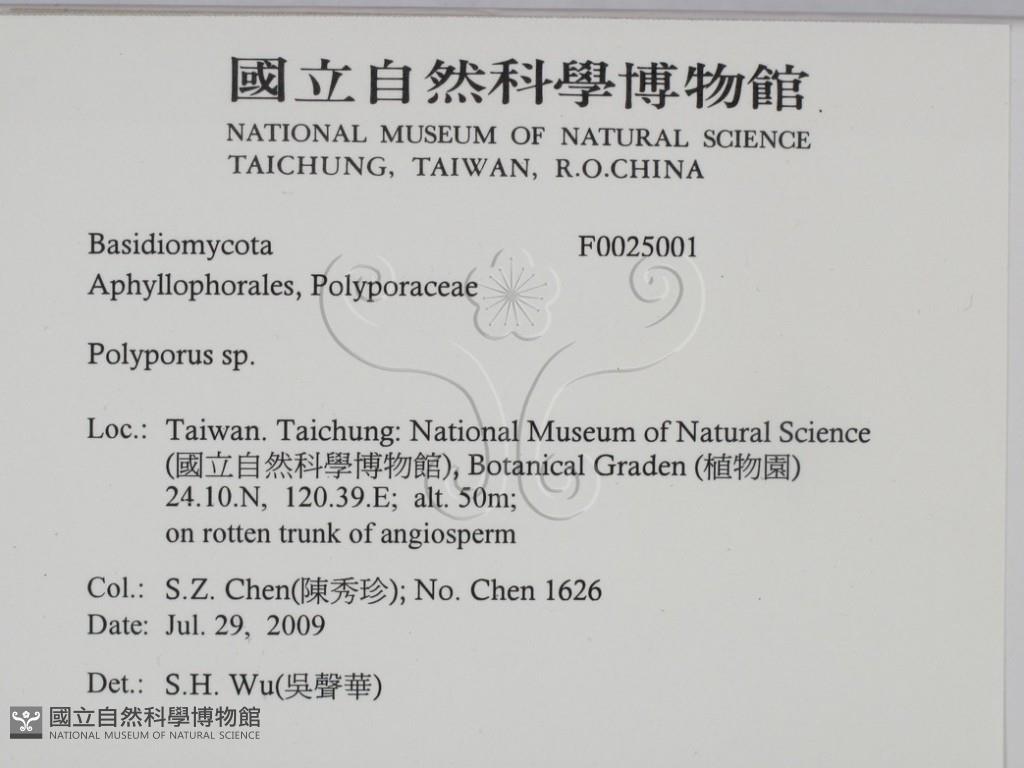 國立自然科學博物館
NATIONAL MUSEUM OF NATURAL SCIENCE
TAICHUNG, TAIWAN, R.O.CHINA
Basidiomycota F0025001
Aphyllophorales, Polyporaceae
Polyporus sp.
Loc.: Taiwan. Taichung: National Museum of Natural Science
(國立自然科學博物館), Botanical Graden (植物園)
24.10.N, 120.39.E; alt. 50m;
on rotten trunk of angiosperm
Col.: S.Z. Chen(陳秀珍); No. Chen 1626
Date: Jul. 29, 2009
Det.: S.H. Wu(吳聲華)
國立自然科學博物館
NATIONAL MUSEUM OF NATURAL SCIENCE